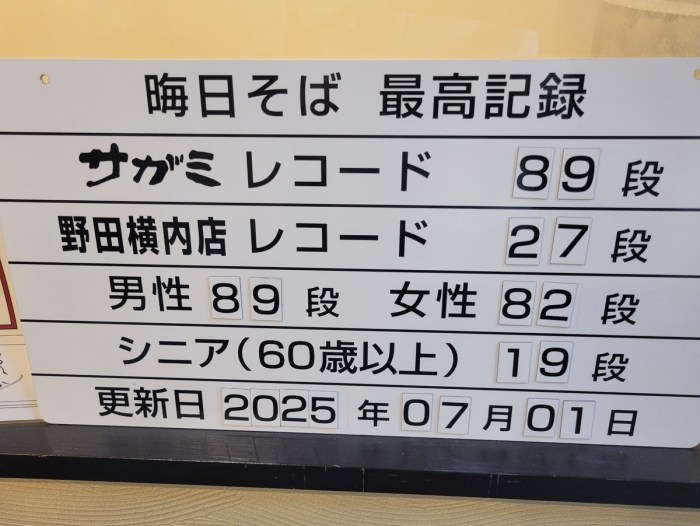 晦日そば 最高記録
サガミ レコード 89 段
野田横内店 レコード 27 段
男性 89 段 女性 82 段
シニア(60歳以上) 19 段
更新日 2025 年 07 月 01 日